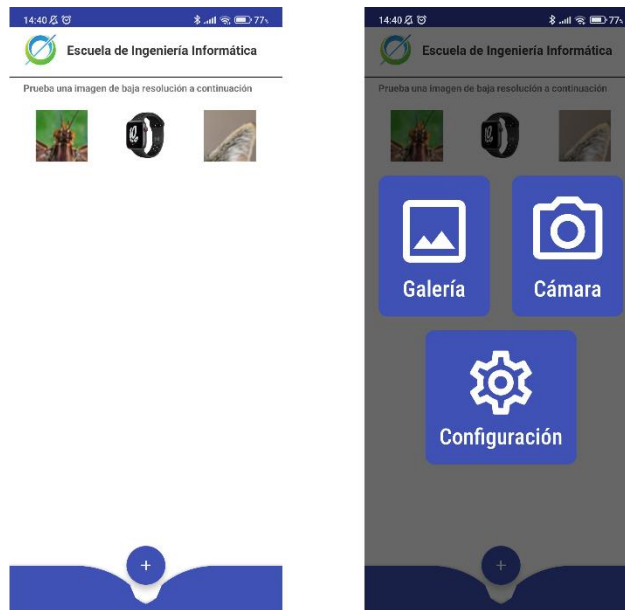 14:40
77%
Escuela de Ingeniería Informática
Prueba una imagen de baja resolución a continuación
+
14:40
77%
Escuela de Ingeniería Informática
Prueba una imagen de baja resolución a continuación
Galería
Cámara
Configuración
+